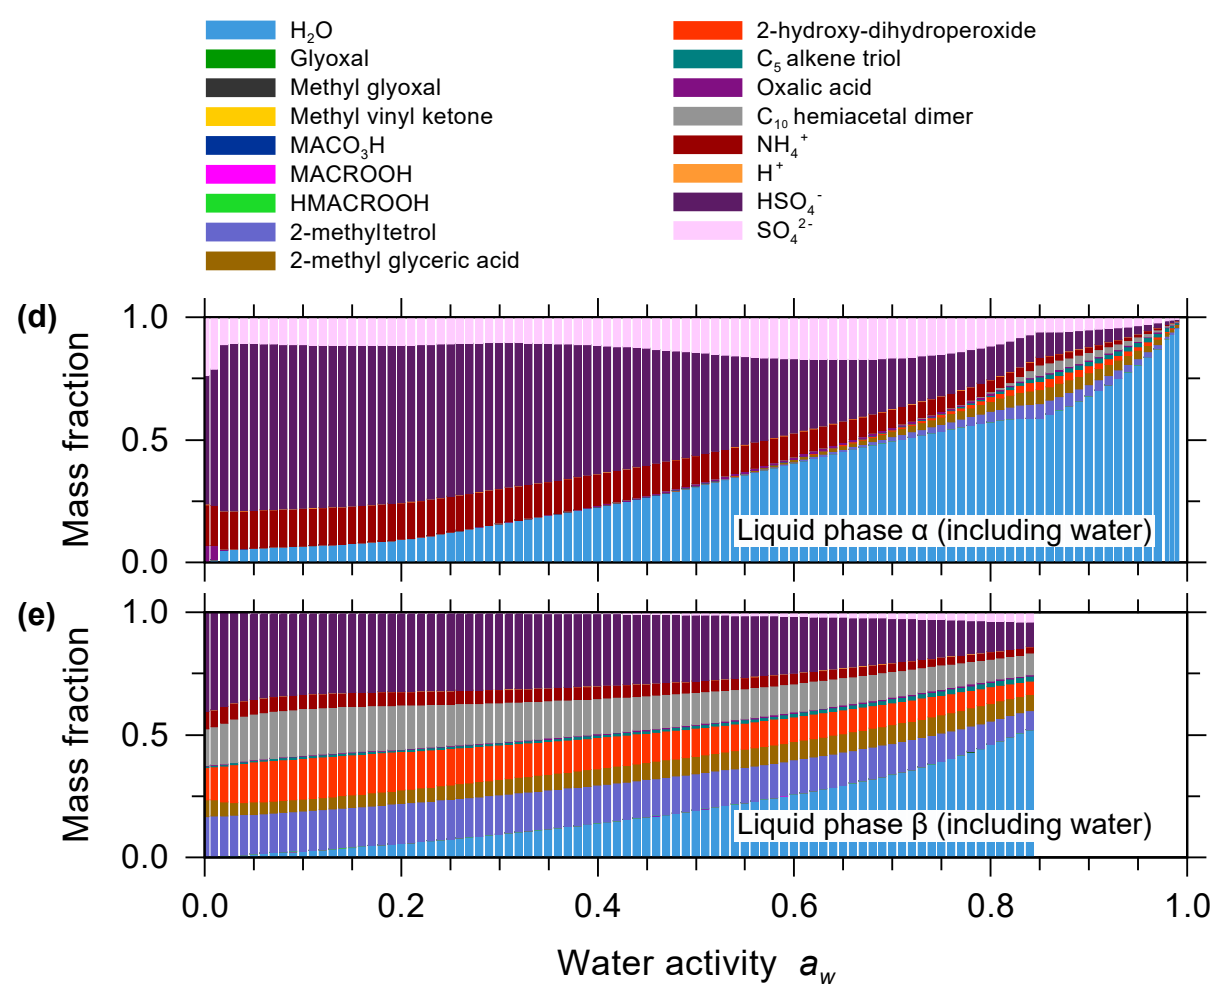 H₂O
Glyoxal
Methyl glyoxal
Methyl vinyl ketone
MACO₃H
MACROOH
HMACROOH
2-methyltetrol
2-methyl glyceric acid
2-hydroxy-dihydroperoxide
C₅ alkene triol
Oxalic acid
C₁₀ hemiacetal dimer
NH₄⁺
H⁺
HSO₄⁻
SO₄²⁻
(d)
Mass fraction
1.0
0.5
0.0
Liquid phase α (including water)
(e)
Mass fraction
1.0
0.5
0.0
Liquid phase β (including water)
0.0 0.2 0.4 0.6 0.8 1.0
Water activity a_w